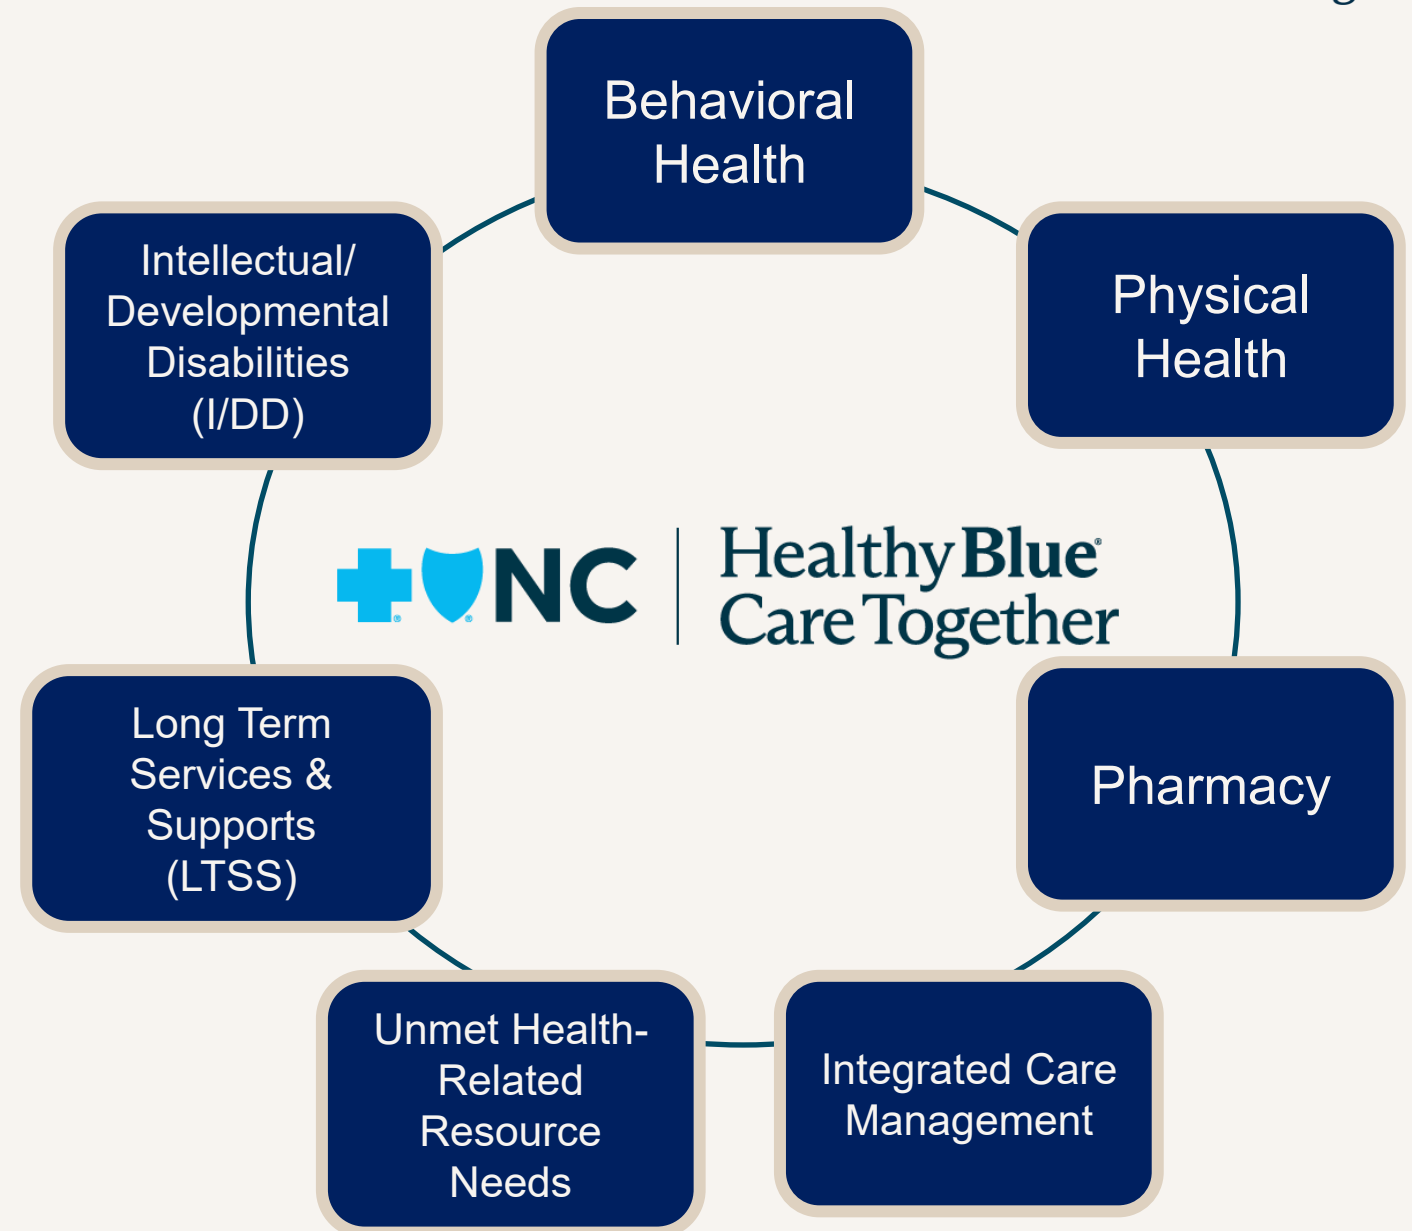 Behavioral
Health
Physical
Health
Pharmacy
Integrated Care
Management
Unmet Health-
Related
Resource
Needs
Long Term
Services &
Supports
(LTSS)
Intellectual/
Developmental
Disabilities
(I/DD)
NC
Healthy Blue
Care Together